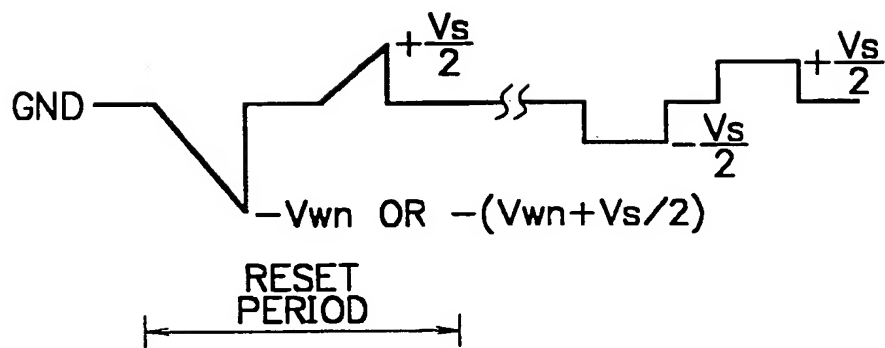 +Vs/2
GND
+Vs/2
-Vs/2
-Vwn OR -(Vwn+Vs/2)
RESET
PERIOD